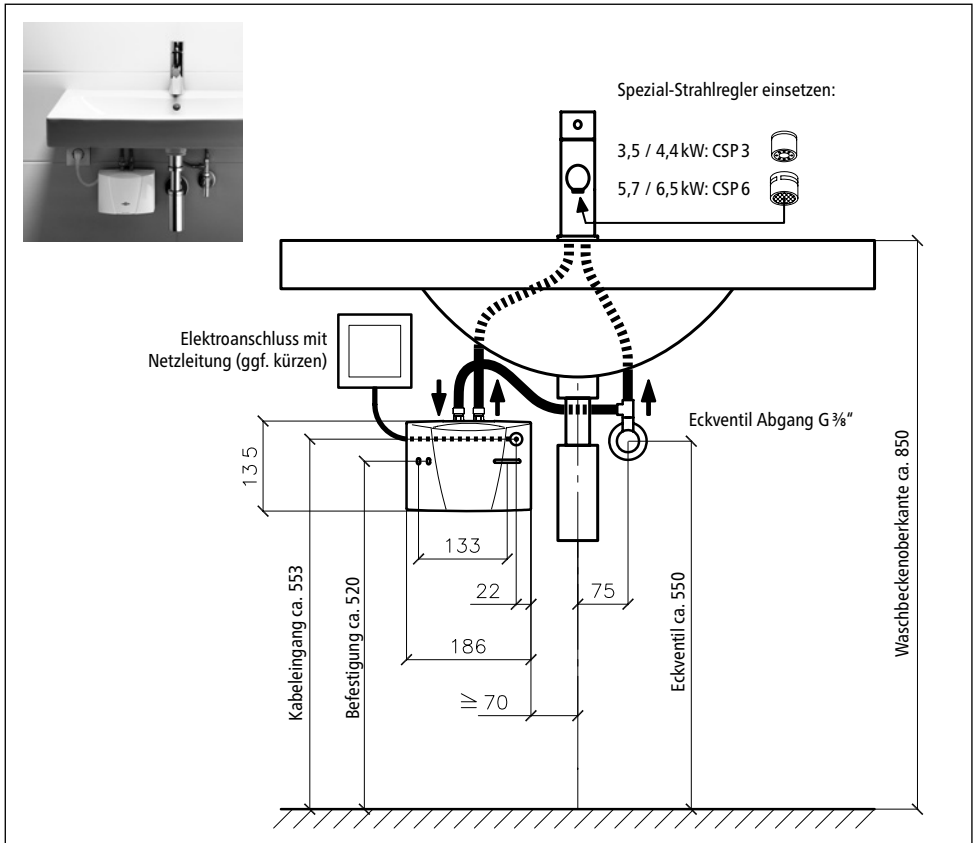 Spezial-Strahlregler einsetzen:
3,5 / 4,4 kW: CSP 3
5,7 / 6,5 kW: CSP 6
Elektroanschluss mit
Netzleitung (ggf. kürzen)
Eckventil Abgang G ⅜“
135
133
22
75
186
≧ 70
Kabeleingang ca. 553
Befestigung ca. 520
Eckventil ca. 550
Waschbeckenoberkante ca. 850